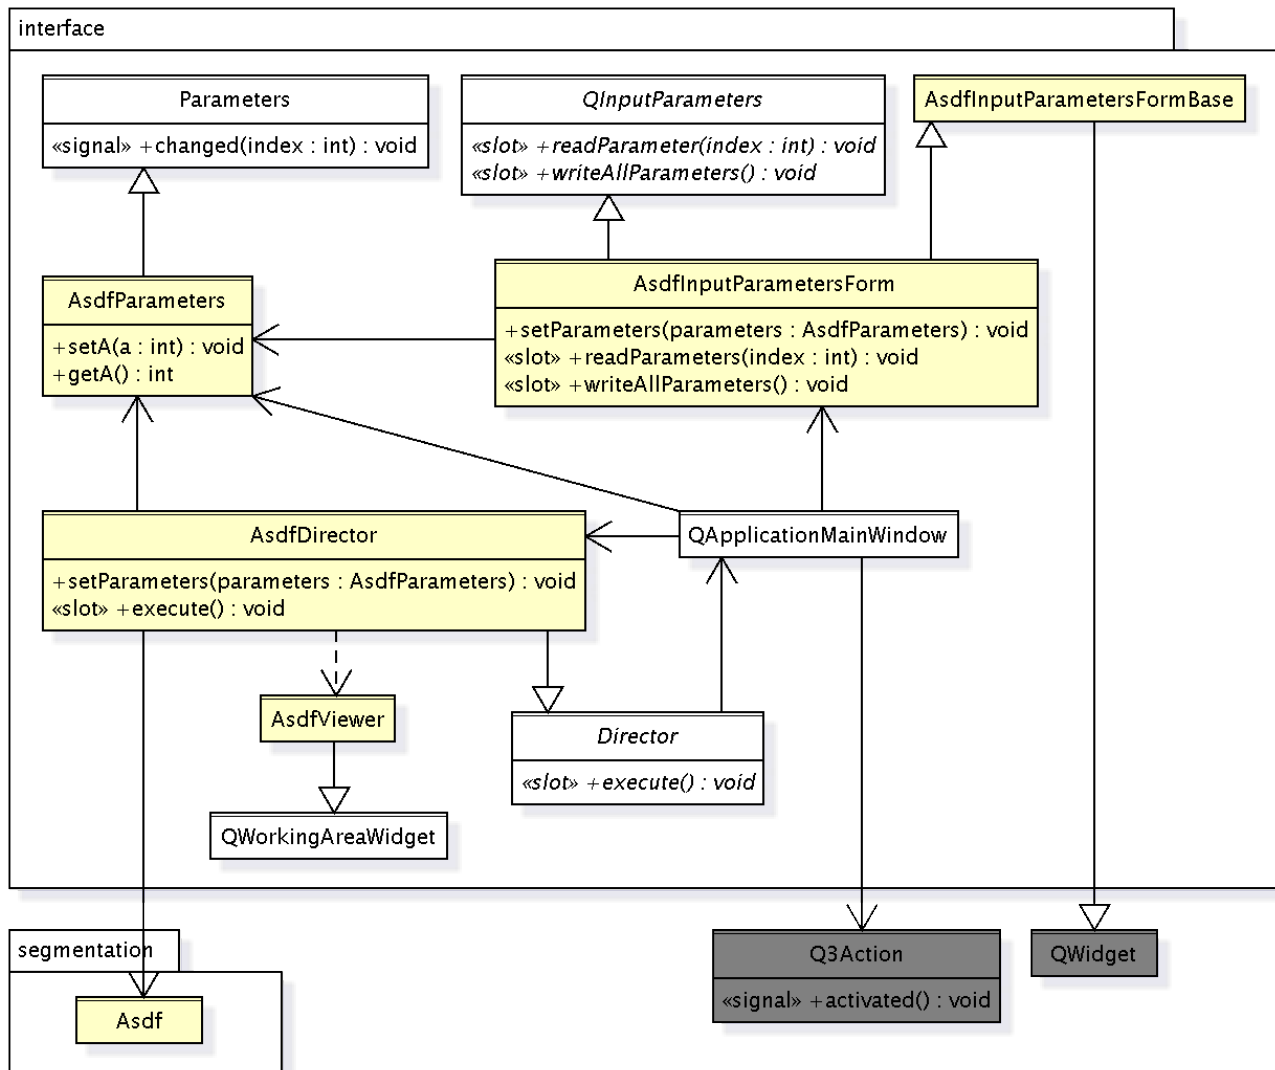 interface
Parameters
«signal» +changed(index : int) : void
QInputParameters
«slot» +readParameter(index : int) : void
«slot» +writeAllParameters() : void
AsdfInputParametersFormBase
AsdfParameters
+setA(a : int) : void
+getA() : int
AsdfInputParametersForm
+setParameters(parameters : AsdfParameters) : void
«slot» +readParameters(index : int) : void
«slot» +writeAllParameters() : void
AsdfDirector
+setParameters(parameters : AsdfParameters) : void
«slot» +execute() : void
QApplicationMainWindow
AsdfViewer
Director
«slot» +execute() : void
QWorkingAreaWidget
segmentation
Asdf
Q3Action
«signal» +activated() : void
QWidget